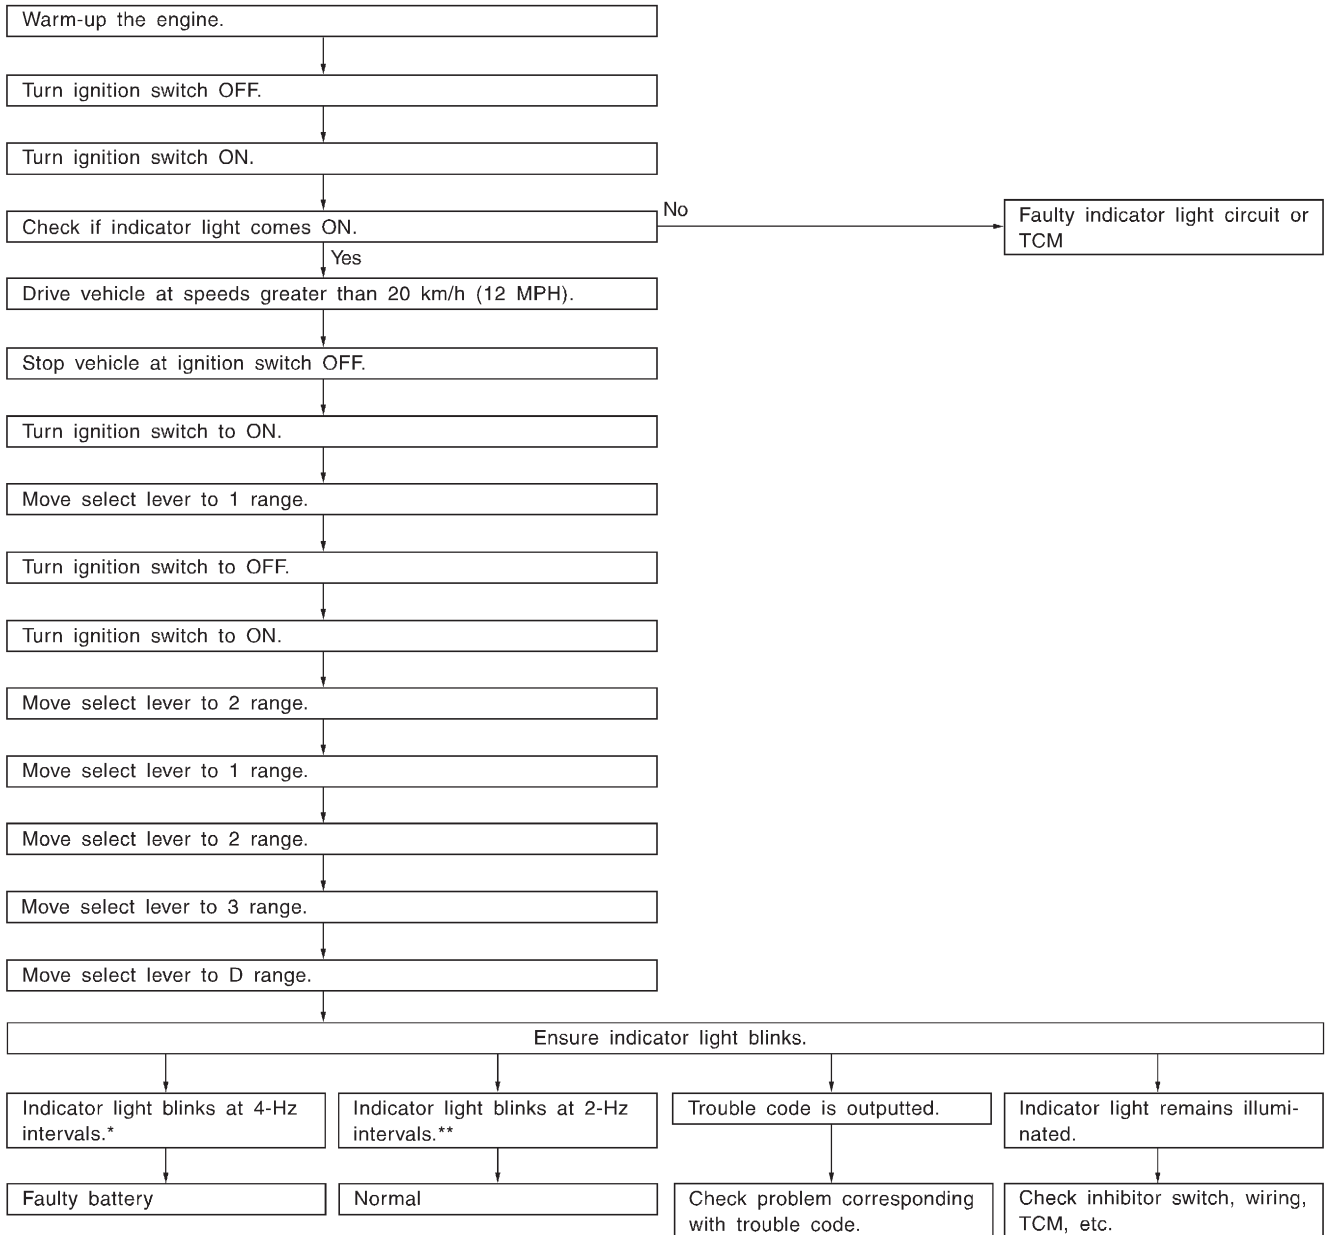 Warm-up the engine.
Turn ignition switch OFF.
Turn ignition switch ON.
Check if indicator light comes ON.
No
Faulty indicator light circuit or
TCM
Yes
Drive vehicle at speeds greater than 20 km/h (12 MPH).
Stop vehicle at ignition switch OFF.
Turn ignition switch to ON.
Move select lever to 1 range.
Turn ignition switch to OFF.
Turn ignition switch to ON.
Move select lever to 2 range.
Move select lever to 1 range.
Move select lever to 2 range.
Move select lever to 3 range.
Move select lever to D range.
Ensure indicator light blinks.
Indicator light blinks at 4-Hz
intervals.*
Indicator light blinks at 2-Hz
intervals.**
Trouble code is outputted.
Indicator light remains illumi-
nated.
Faulty battery
Normal
Check problem corresponding
with trouble code.
Check inhibitor switch, wiring,
TCM, etc.